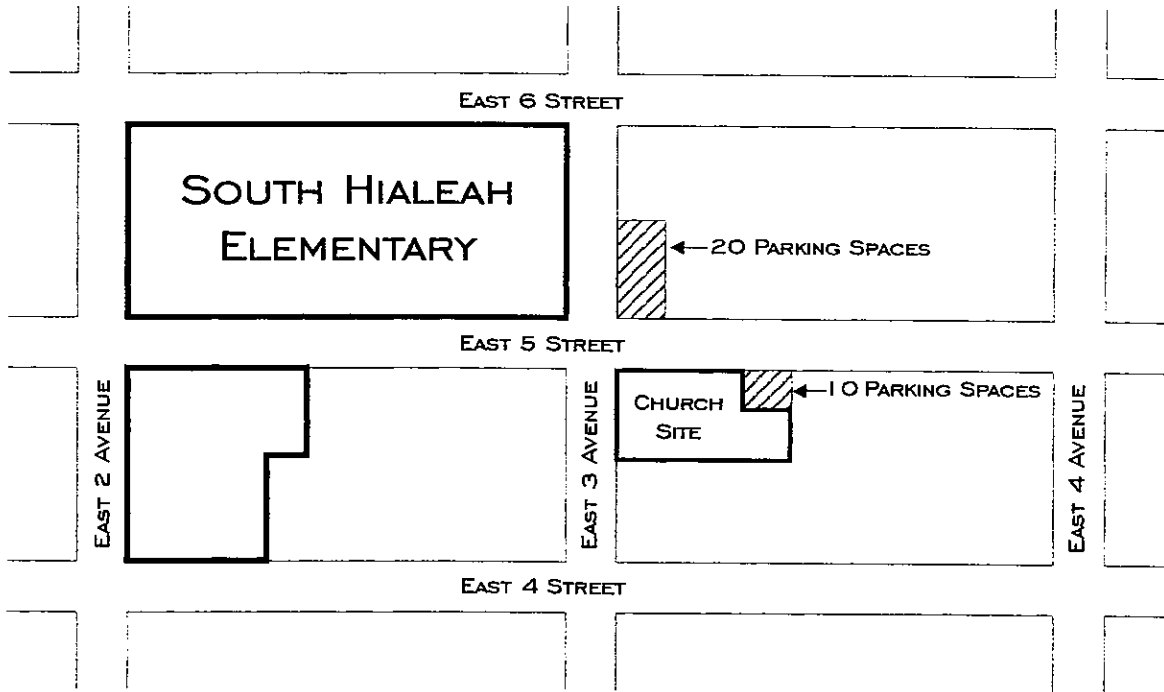 EAST 6 STREET
SOUTH HIALEAH
ELEMENTARY
20 PARKING SPACES
EAST 5 STREET
EAST 2 AVENUE
EAST 3 AVENUE
CHURCH
SITE
10 PARKING SPACES
EAST 4 AVENUE
EAST 4 STREET